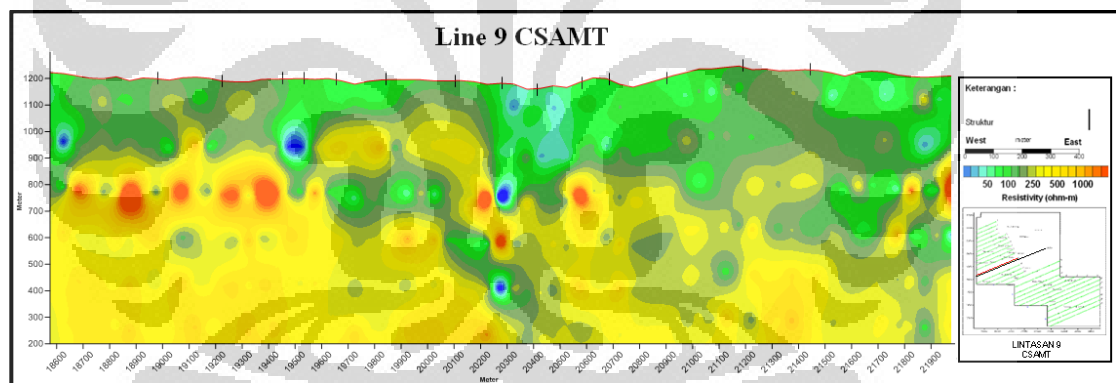 Line 9 CSAMT
1200
1100
1000
900
800
700
600
500
400
300
200
Meter
18600 18700 18800 18900 19000 19100 19200 19300 19400 19500 19600 19700 19800 19900 20000 20100 20200 20300 20400 20500 20600 20700 20800 20900 21000 21100 21200 21300 21400 21500 21600 21700 21800 21900
Meter
Keterangan :
Struktur
West meter East
0 100 200 400
50 100 250 500 1000
Resistivity (ohm-m)
LINTASAN 9
CSAMT